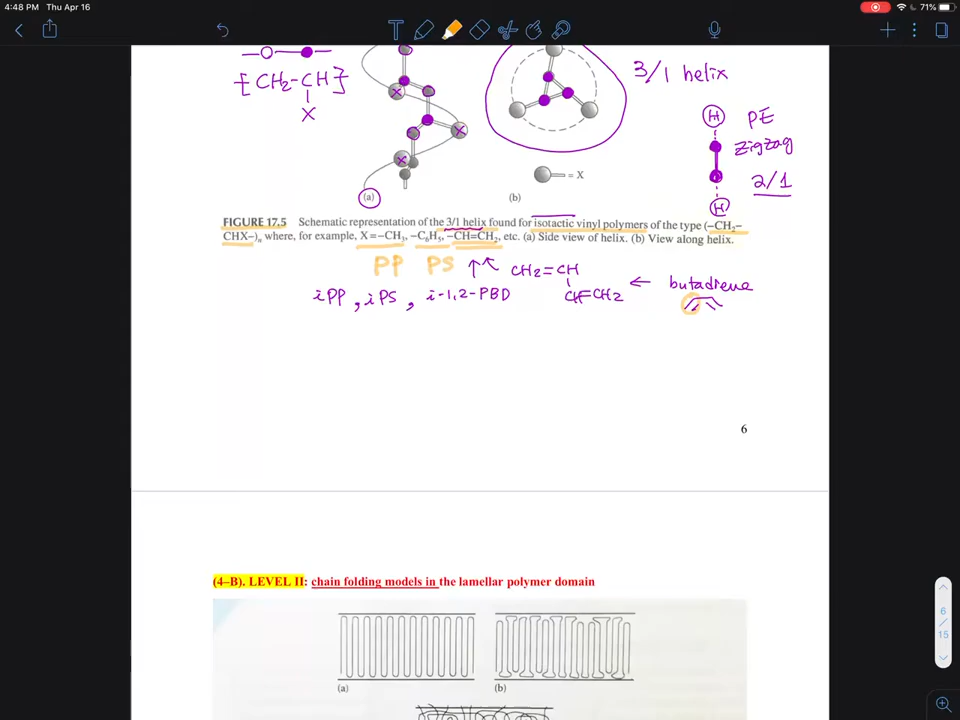 4:48 PM Thu Apr 16
71%
[CH2-CH]
X
X
X
X
(a)
(b)
= X
3/1 helix
H
PE
zigzag
2/1
H
FIGURE 17.5 Schematic representation of the 3/1 helix found for isotactic vinyl polymers of the type (–CH2–
CHX–)n where, for example, X=–CH3, –C6H5, –CH=CH2, etc. (a) Side view of helix. (b) View along helix.
PP PS
CH2=CH
CH=CH2
← butadiene
iPP, iPS, i-1,2-PBD
6
(4–B). LEVEL II: chain folding models in the lamellar polymer domain
(a)
(b)
6
/
15